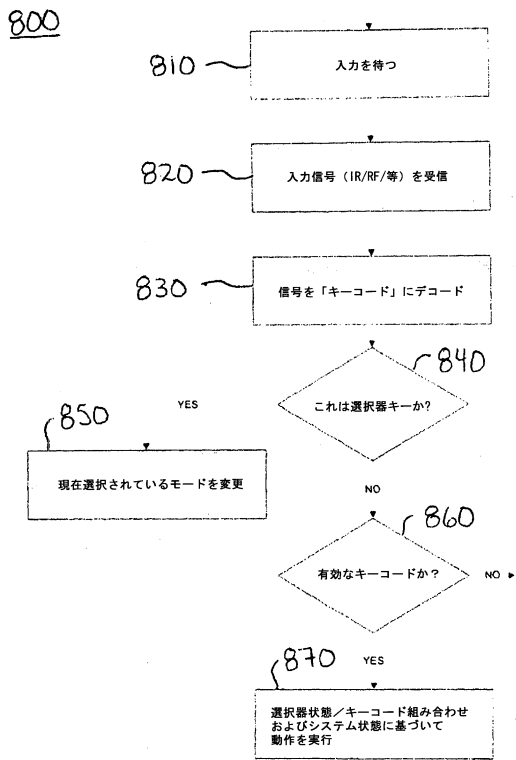 800
810
入力を待つ
820
入力信号（IR/RF/等）を受信
830
信号を「キーコード」にデコード
840
これは選択器キーか?
YES
850
現在選択されているモードを変更
NO
860
有効なキーコードか？
NO
870
YES
選択器状態／キーコード組み合わせ
およびシステム状態に基づいて
動作を実行